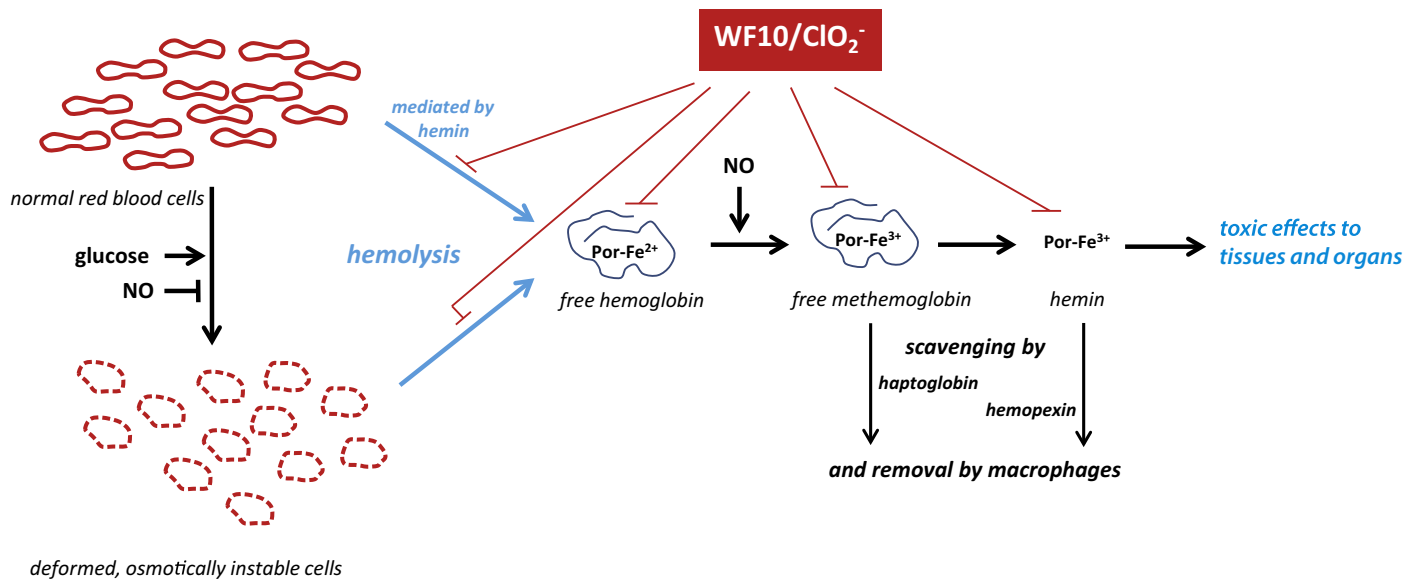 WF10/ClO₂⁻
mediated by
hemin
normal red blood cells
glucose
NO
hemolysis
NO
Por-Fe²⁺
Por-Fe³⁺
Por-Fe³⁺
free hemoglobin
free methemoglobin
hemin
toxic effects to
tissues and organs
scavenging by
haptoglobin
hemopexin
and removal by macrophages
deformed, osmotically instable cells